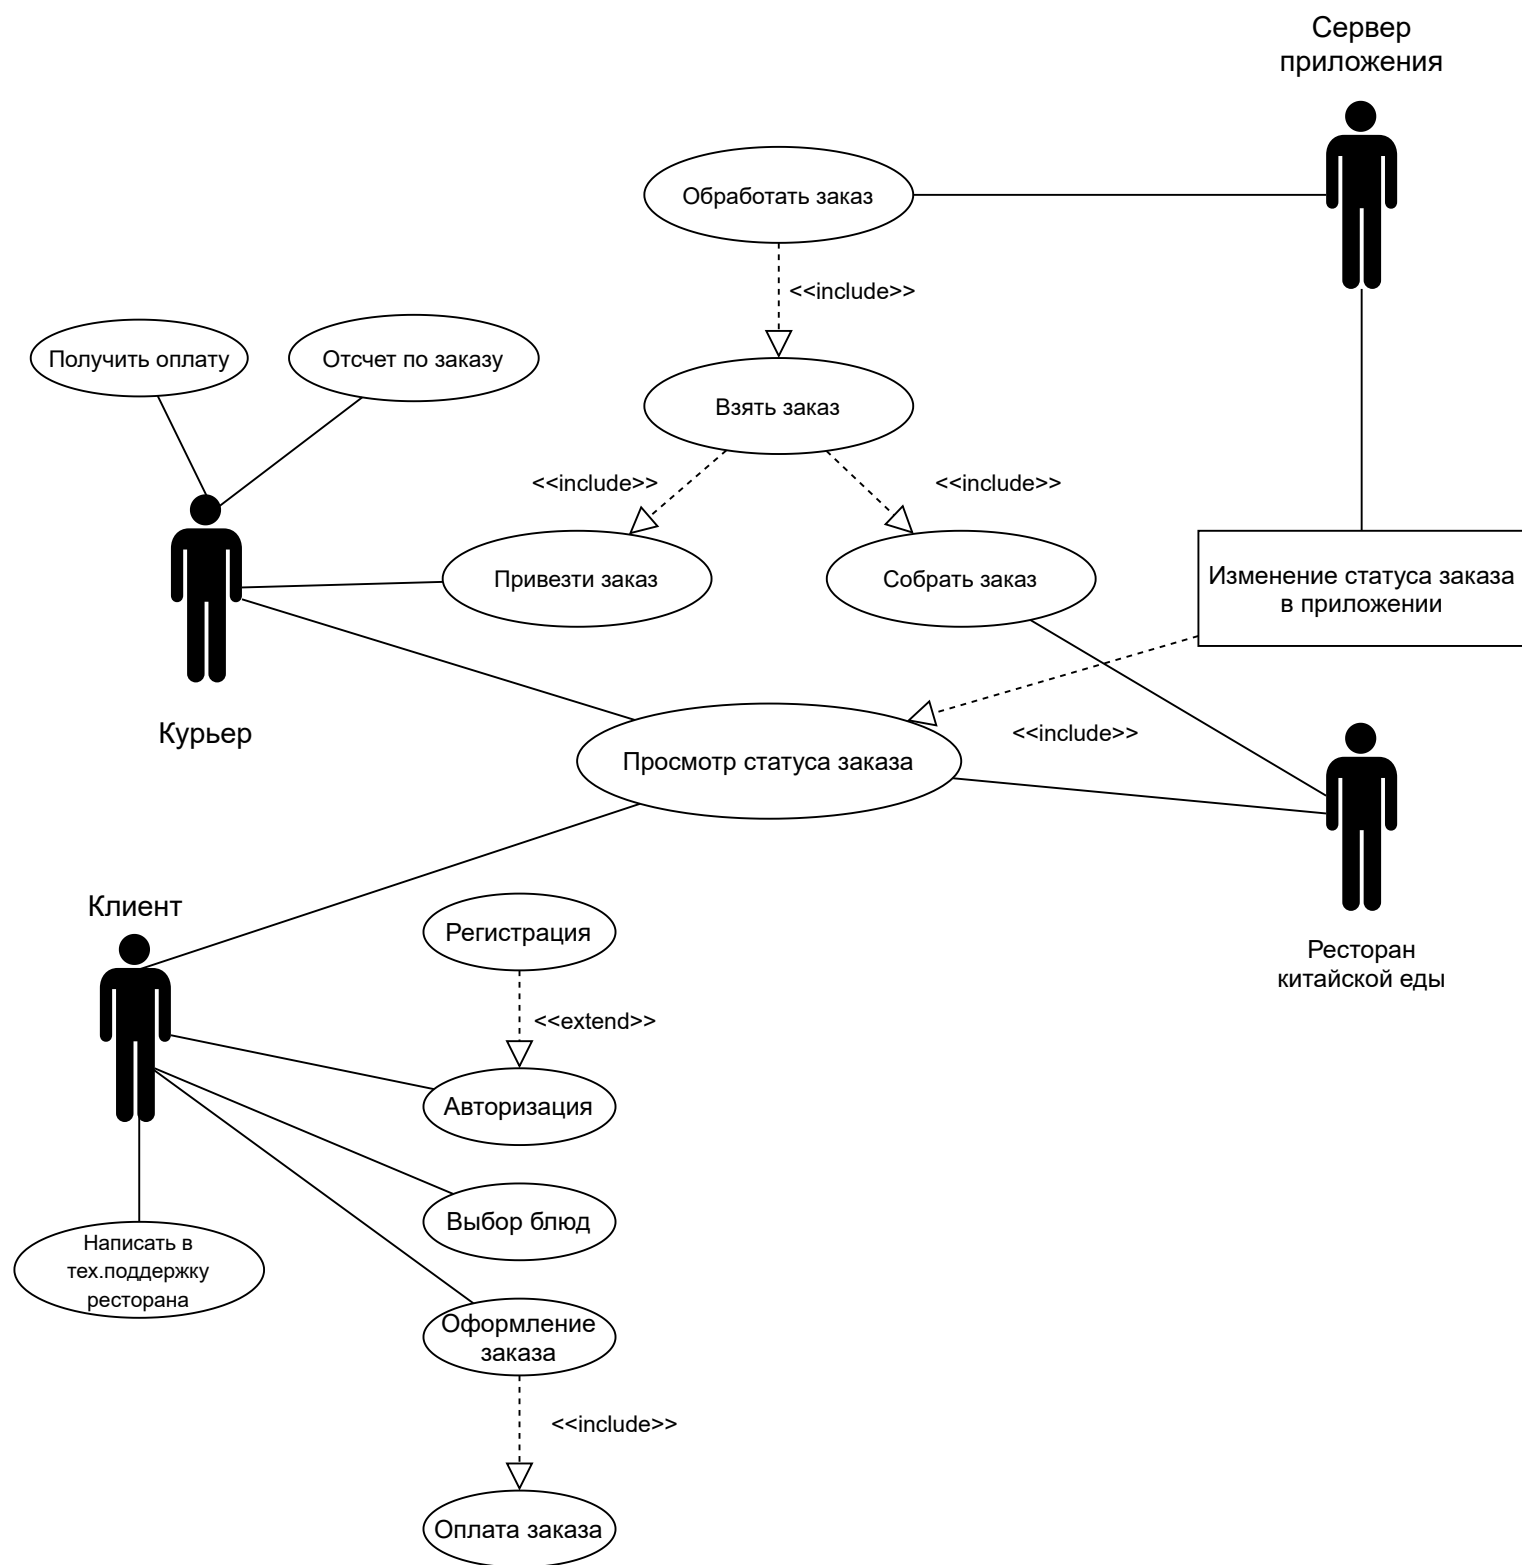 Сервер
приложения
Обработать заказ
<<include>>
Получить оплату
Отсчет по заказу
Взять заказ
<<include>>
<<include>>
Привезти заказ
Собрать заказ
Изменение статуса заказа
в приложении
Курьер
<<include>>
Просмотр статуса заказа
Клиент
Регистрация
Ресторан
китайской еды
<<extend>>
Авторизация
Выбор блюд
Написать в
тех.поддержку
ресторана
Оформление
заказа
<<include>>
Оплата заказа